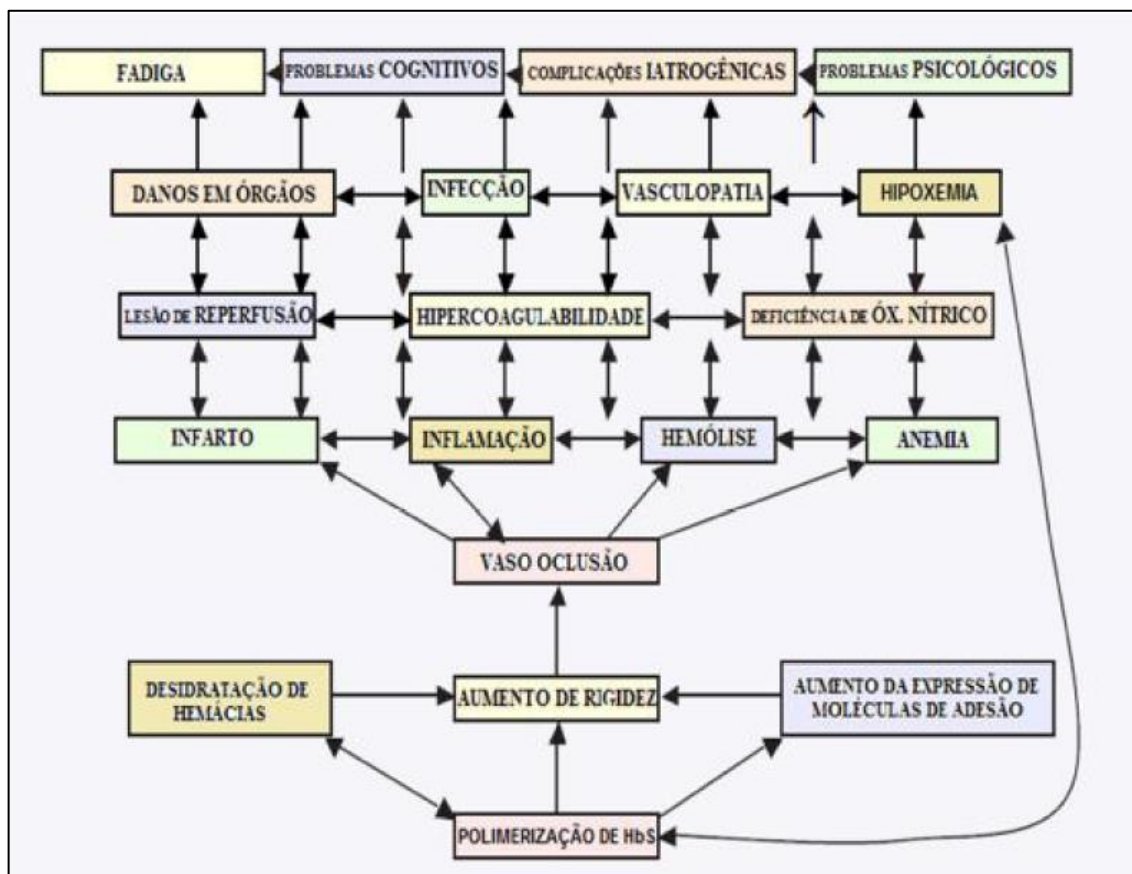 FADIGA
PROBLEMAS COGNITIVOS
COMPLICAÇÕES IATROGÊNICAS
PROBLEMAS PSICOLÓGICOS
DANOS EM ÓRGÃOS
INFECÇÃO
VASCULOPATIA
HIPOXEMIA
LESÃO DE REPERFUSÃO
HIPERCOAGULABILIDADE
DEFICIÊNCIA DE ÓX. NÍTRICO
INFARTO
INFLAMAÇÃO
HEMÓLISE
ANEMIA
VASO OCLUSÃO
DESIDRATAÇÃO DE
HEMÁCIAS
AUMENTO DE RIGIDEZ
AUMENTO DA EXPRESSÃO DE
MOLÉCULAS DE ADESÃO
POLIMERIZAÇÃO DE HbS